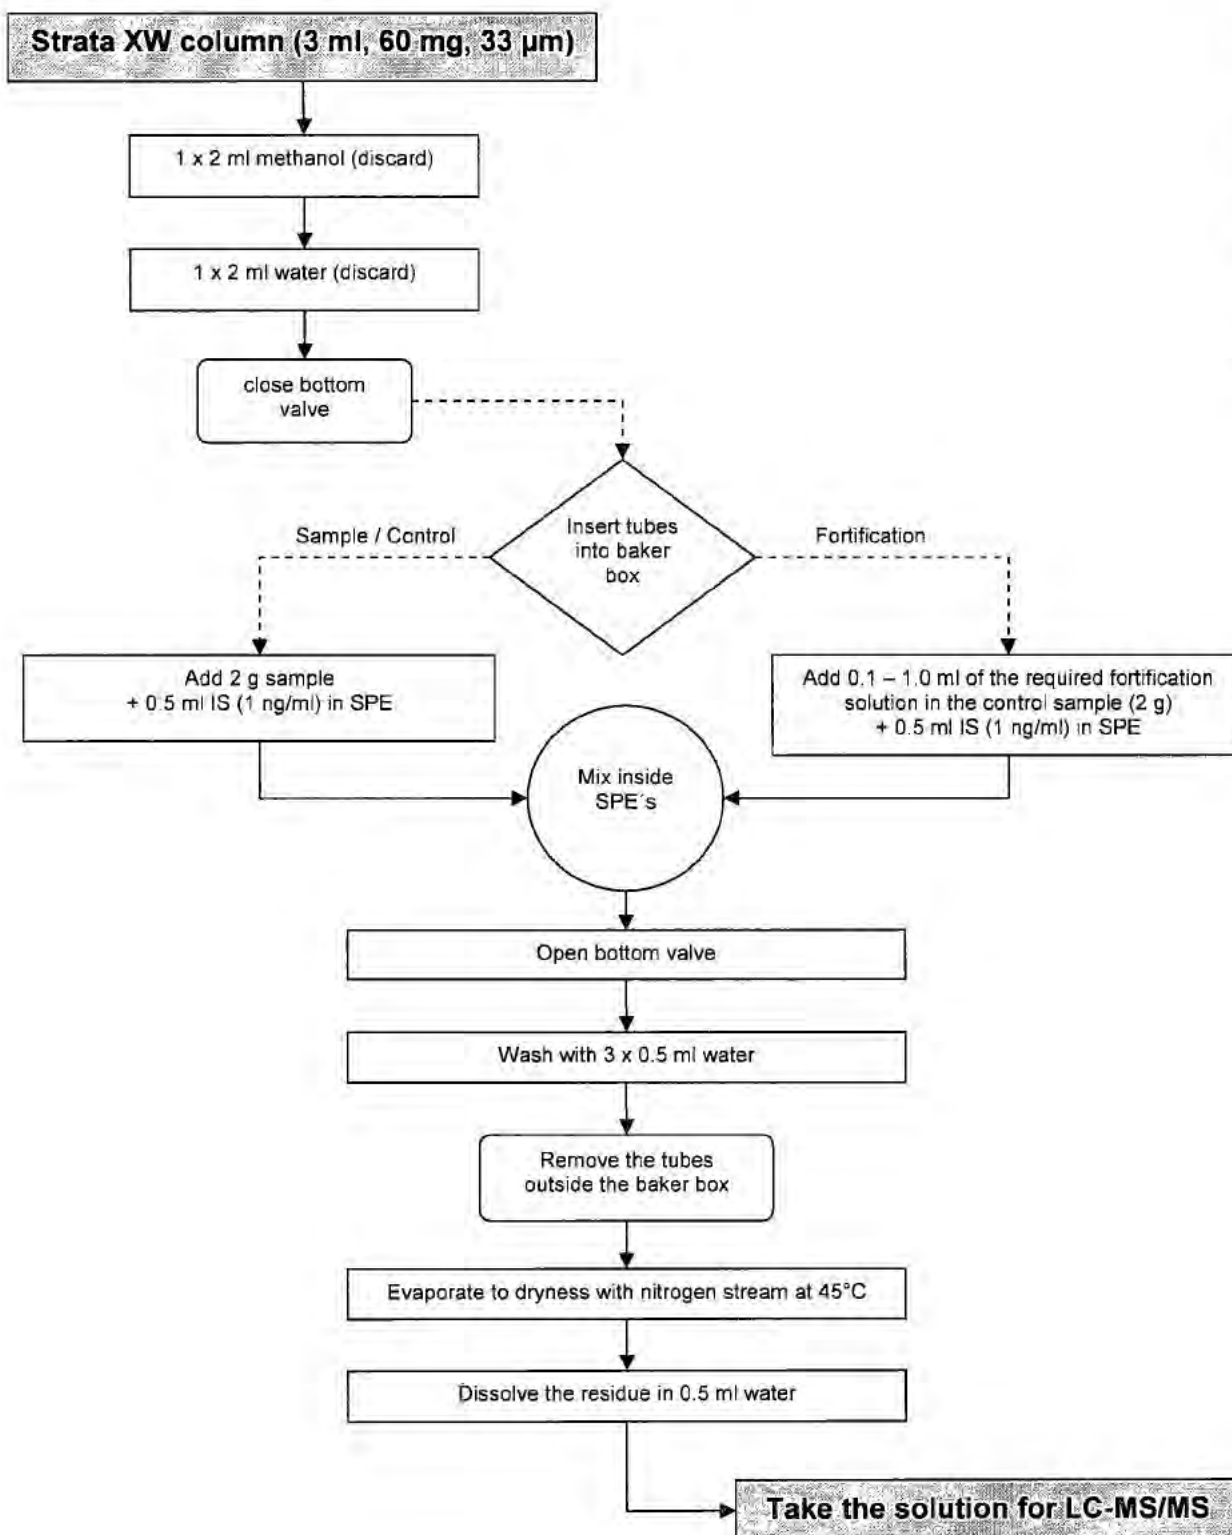 Strata XW column (3 ml, 60 mg, 33 µm)
1 x 2 ml methanol (discard)
1 x 2 ml water (discard)
close bottom
valve
Insert tubes
into baker
box
Sample / Control
Fortification
Add 2 g sample
+ 0.5 ml IS (1 ng/ml) in SPE
Add 0.1 – 1.0 ml of the required fortification
solution in the control sample (2 g)
+ 0.5 ml IS (1 ng/ml) in SPE
Mix inside
SPE´s
Open bottom valve
Wash with 3 x 0.5 ml water
Remove the tubes
outside the baker box
Evaporate to dryness with nitrogen stream at 45°C
Dissolve the residue in 0.5 ml water
Take the solution for LC-MS/MS